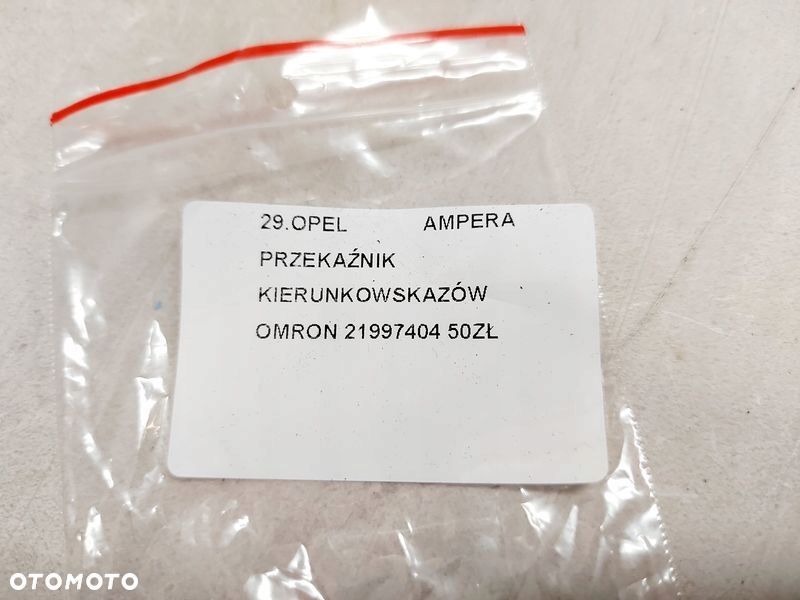 29.OPEL AMPERA
PRZEKAŹNIK
KIERUNKOWSKAZÓW
OMRON 21997404 50ZŁ
OTOMOTO